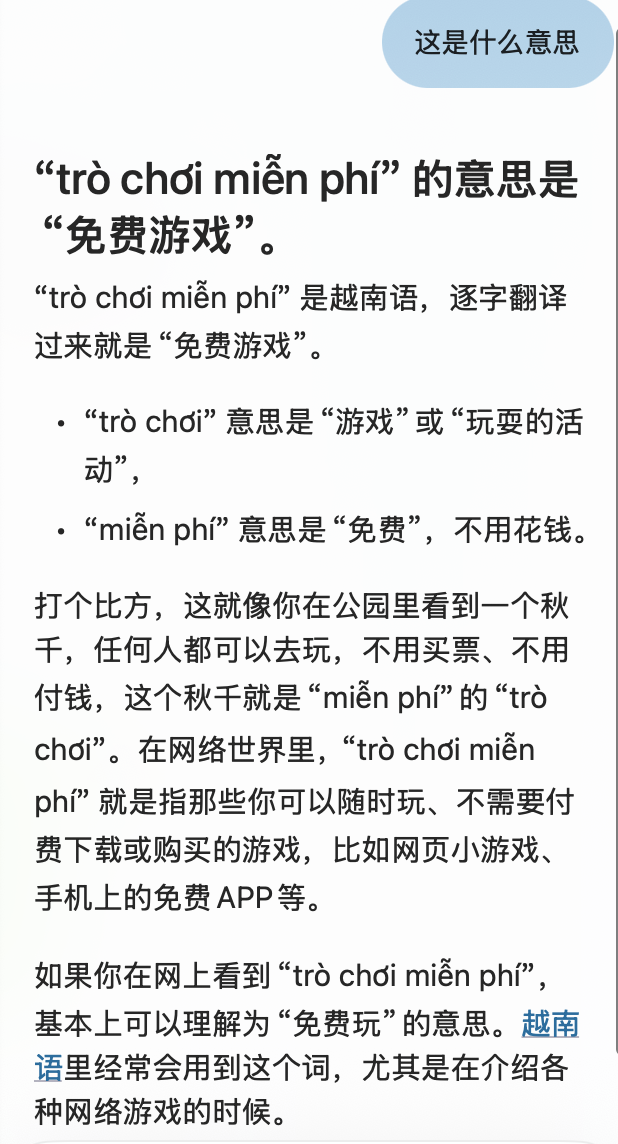 这是什么意思
“trò chơi miễn phí” 的意思是
“免费游戏”。
“trò chơi miễn phí” 是越南语，逐字翻译
过来就是 “免费游戏”。
• “trò chơi” 意思是 “游戏” 或 “玩耍的活
动”，
• “miễn phí” 意思是 “免费”，不用花钱。
打个比方，这就像你在公园里看到一个秋
千，任何人都可以去玩，不用买票、不用
付钱，这个秋千就是 “miễn phí” 的 “trò
chơi”。在网络世界里，“trò chơi miễn
phí” 就是指那些你可以随时玩、不需要付
费下载或购买的游戏，比如网页小游戏、
手机上的免费 APP 等。
如果你在网上看到 “trò chơi miễn phí”，
基本上可以理解为 “免费玩” 的意思。越南
语里经常会用到这个词，尤其是在介绍各
种网络游戏的时候。